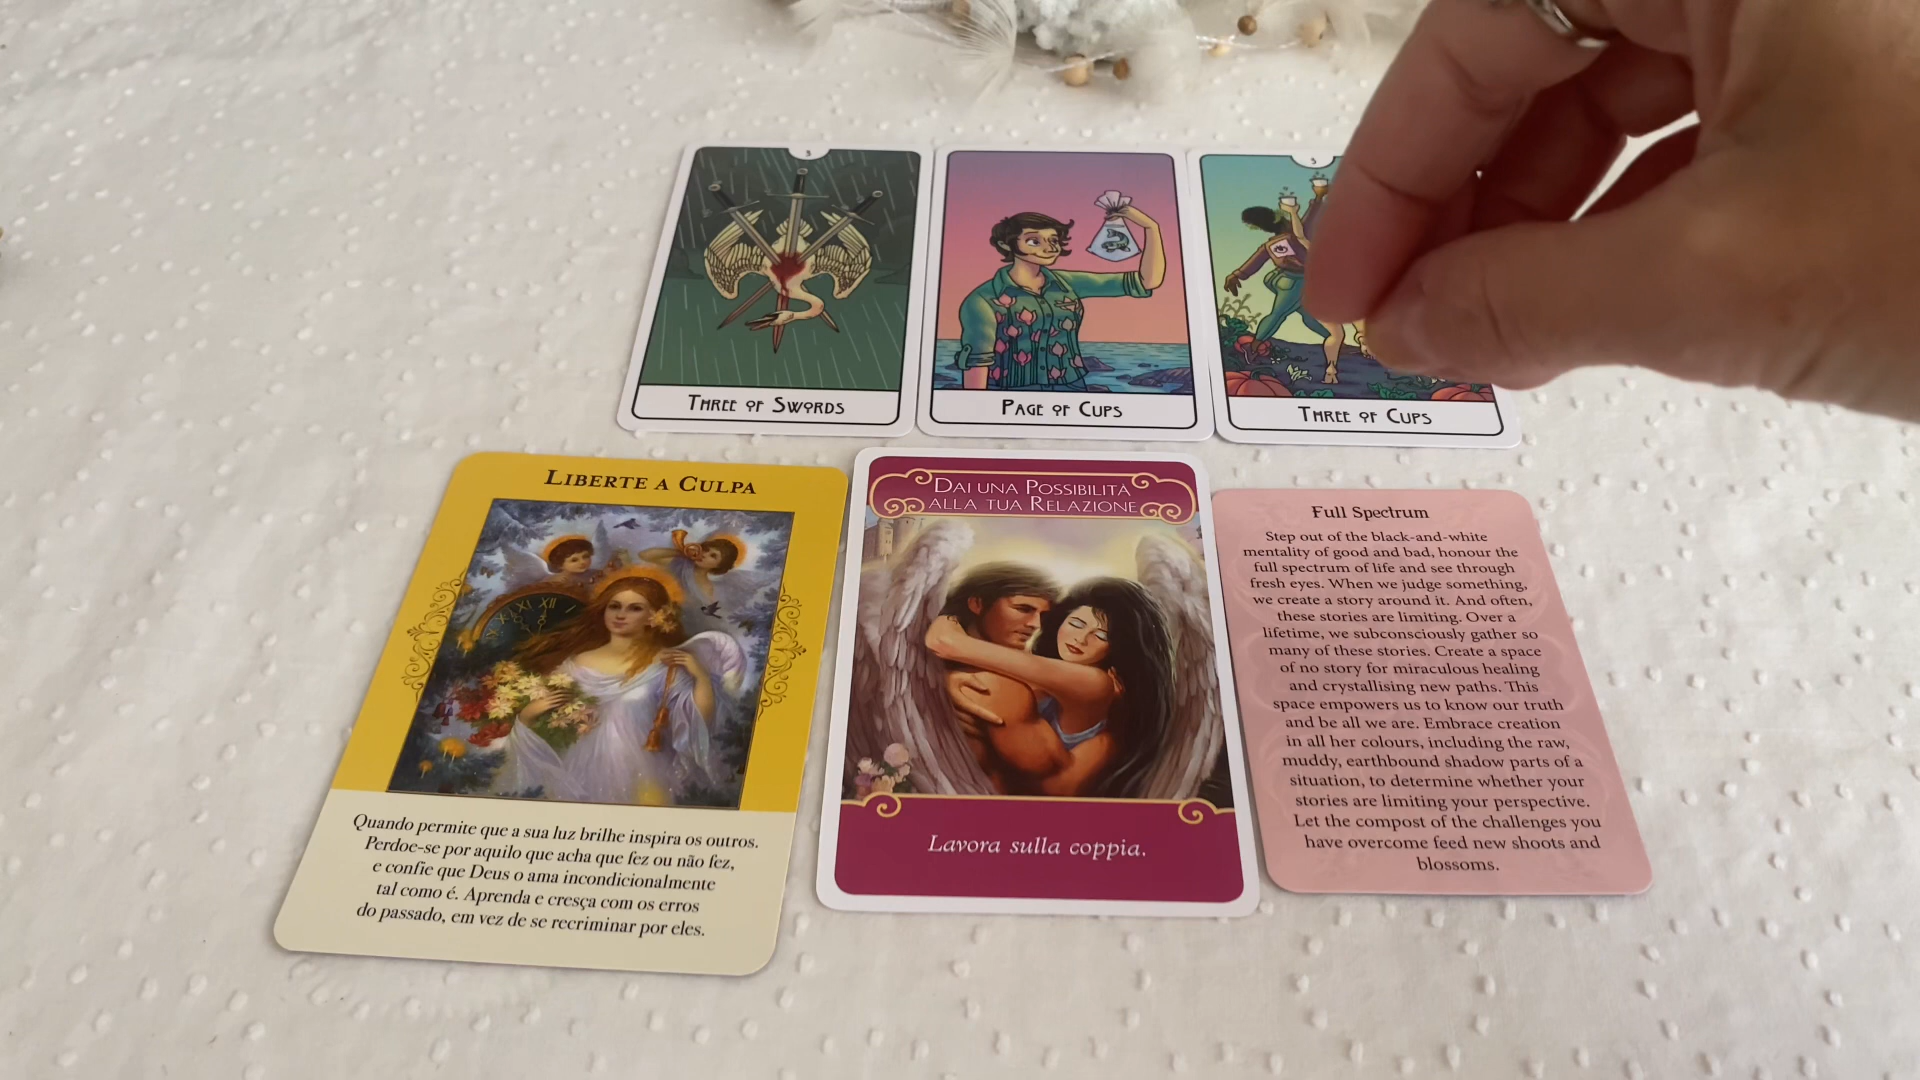 3
3
THREE OF SWORDS
PAGE OF CUPS
THREE OF CUPS
LIBERTE A CULPA
XI XII
Quando permite que a sua luz brilhe inspira os outros.
Perdoe-se por aquilo que acha que fez ou não fez,
e confie que Deus o ama incondicionalmente
tal como é. Aprenda e cresça com os erros
do passado, em vez de se recriminar por eles.
DAI UNA POSSIBILITÀ
ALLA TUA RELAZIONE
Lavora sulla coppia.
Full Spectrum
Step out of the black-and-white
mentality of good and bad, honour the
full spectrum of life and see through
fresh eyes. When we judge something,
we create a story around it. And often,
these stories are limiting. Over a
lifetime, we subconsciously gather so
many of these stories. Create a space
of no story for miraculous healing
and crystallising new paths. This
space empowers us to know our truth
and be all we are. Embrace creation
in all her colours, including the raw,
muddy, earthbound shadow parts of a
situation, to determine whether your
stories are limiting your perspective.
Let the compost of the challenges you
have overcome feed new shoots and
blossoms.